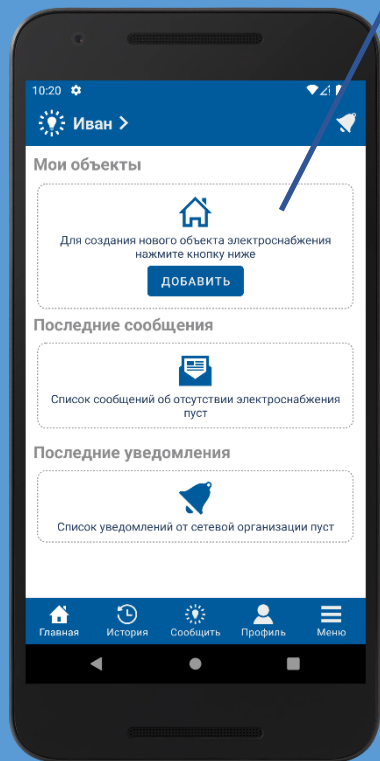 10:20
Иван >
Мои объекты
Для создания нового объекта электроснабжения
нажмите кнопку ниже
ДОБАВИТЬ
Последние сообщения
Список сообщений об отсутствии электроснабжения
пуст
Последние уведомления
Список уведомлений от сетевой организации пуст
Главная История Сообщить Профиль Меню